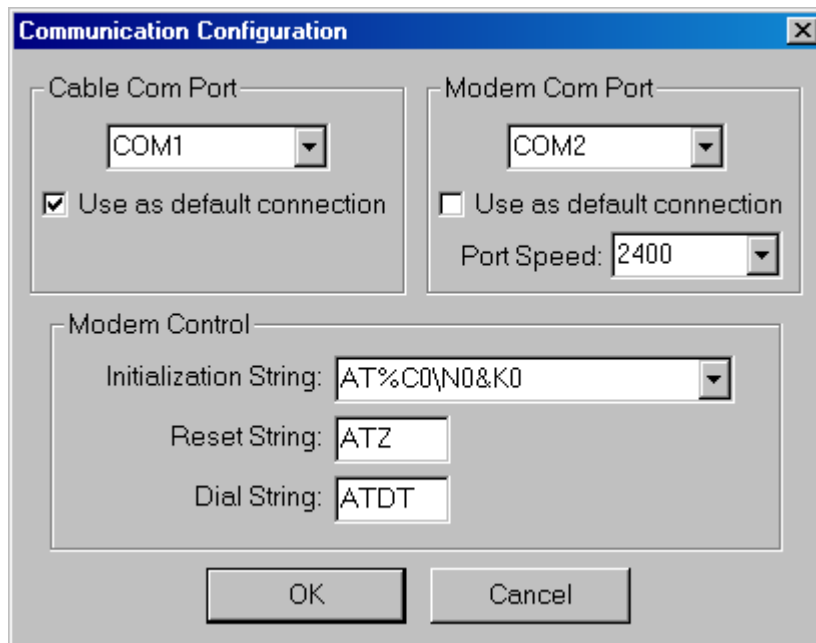 Communication Configuration
Cable Com Port
COM1
Use as default connection
Modem Com Port
COM2
Use as default connection
Port Speed: 2400
Modem Control
Initialization String: AT%C0\N0&K0
Reset String: ATZ
Dial String: ATDT
OK
Cancel